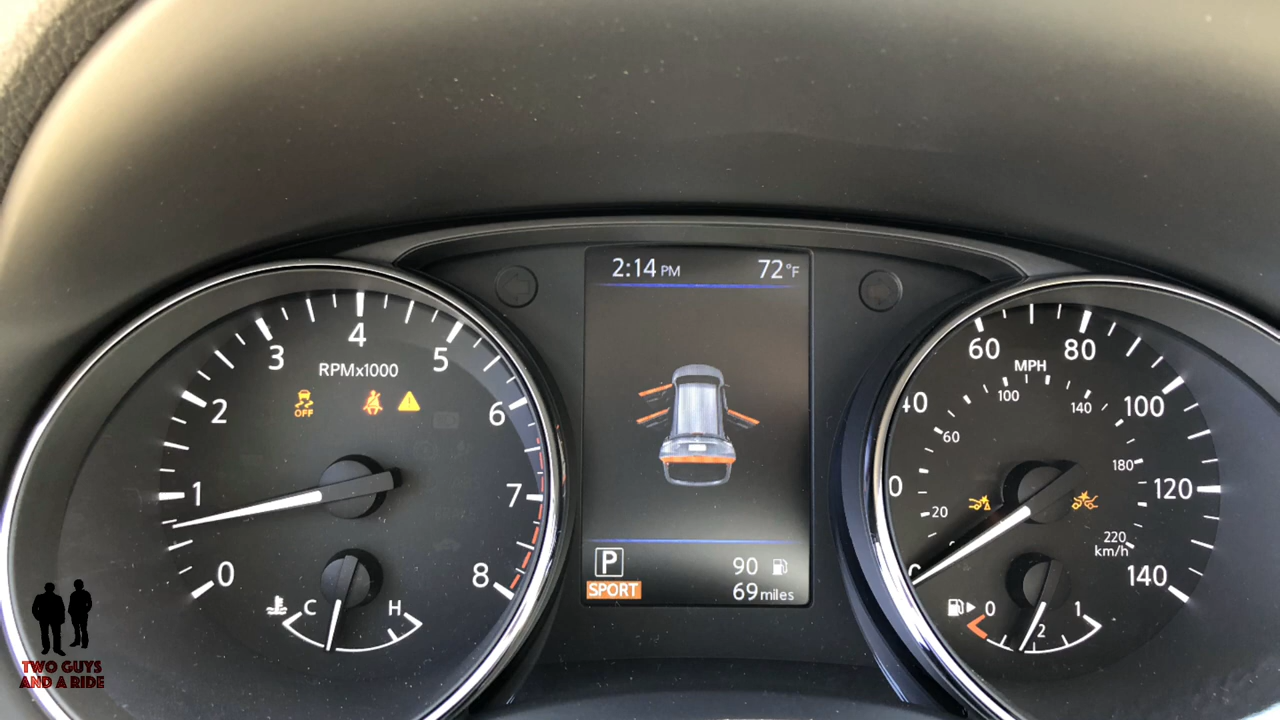 2:14 PM 72°F
RPMx1000
0 1 2 3 4 5 6 7 8
OFF
C H
P
SPORT
90
69 miles
MPH
0 40 60 80 100 120 140
20 60 100 140 180 220
km/h
0 1/2 1
TWO GUYS
AND A RIDE